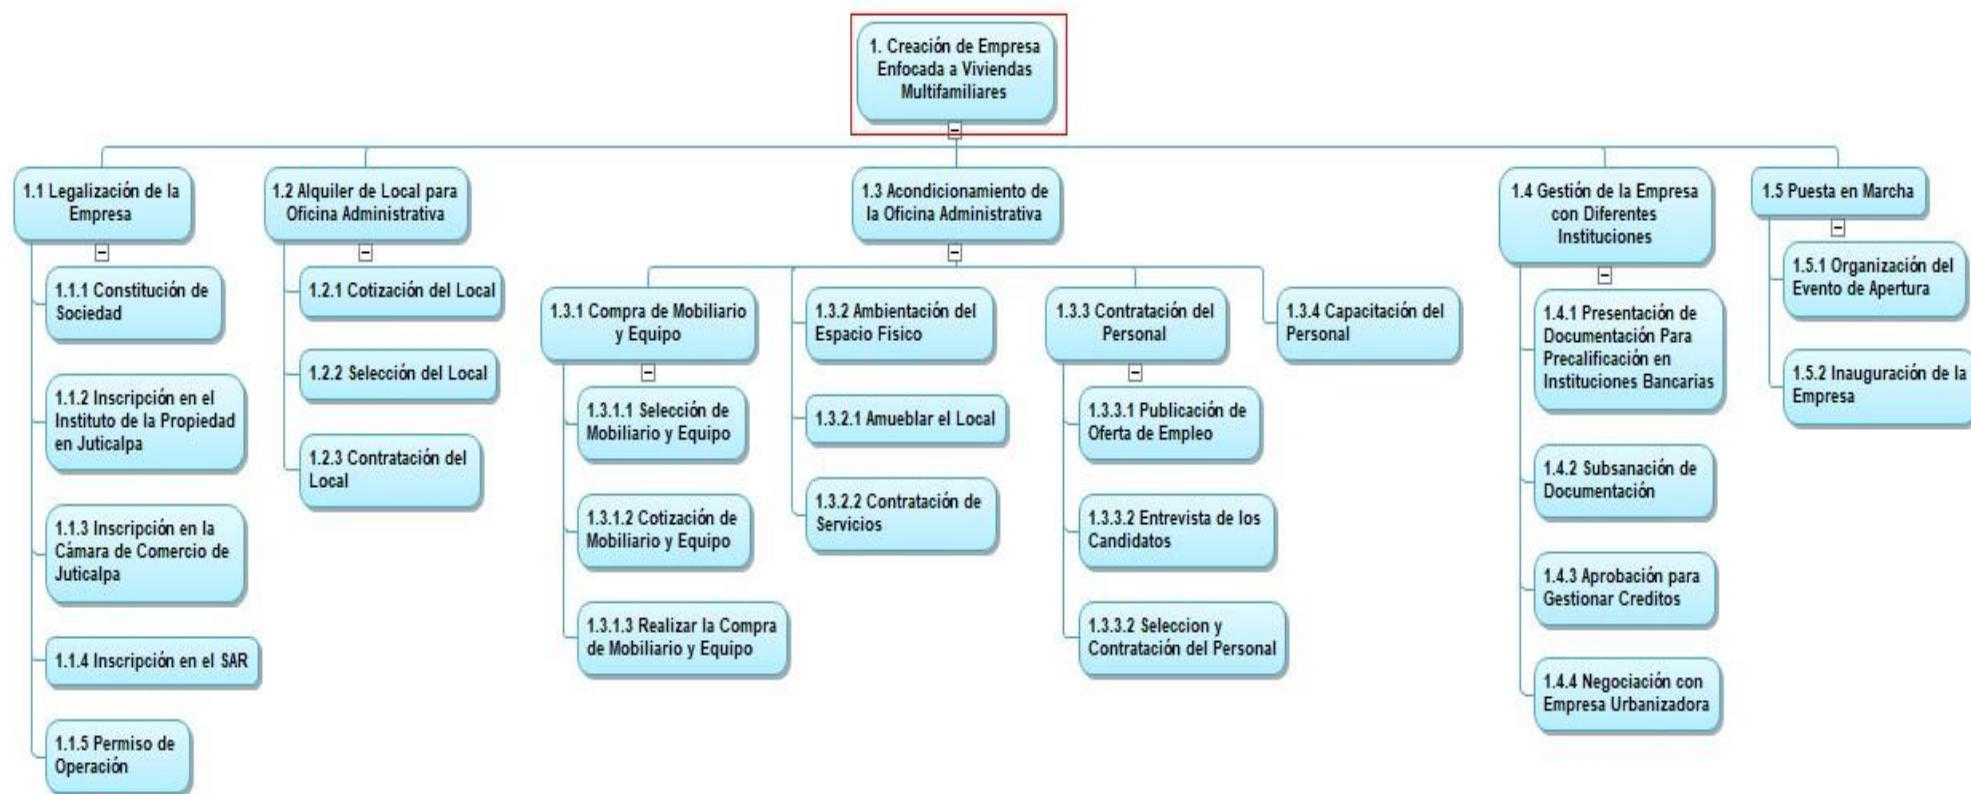 1. Creación de Empresa
Enfocada a Viviendas
Multifamiliares
1.1 Legalización de la
Empresa
1.1.1 Constitución de
Sociedad
1.1.2 Inscripción en el
Instituto de la Propiedad
en Juticalpa
1.1.3 Inscripción en la
Cámara de Comercio de
Juticalpa
1.1.4 Inscripción en el SAR
1.1.5 Permiso de
Operación
1.2 Alquiler de Local para
Oficina Administrativa
1.2.1 Cotización del Local
1.2.2 Selección del Local
1.2.3 Contratación del
Local
1.3 Acondicionamiento de
la Oficina Administrativa
1.3.1 Compra de Mobiliario
y Equipo
1.3.1.1 Selección de
Mobiliario y Equipo
1.3.1.2 Cotización de
Mobiliario y Equipo
1.3.1.3 Realizar la Compra
de Mobiliario y Equipo
1.3.2 Ambientación del
Espacio Fisico
1.3.2.1 Amueblar el Local
1.3.2.2 Contratación de
Servicios
1.3.3 Contratación del
Personal
1.3.3.1 Publicación de
Oferta de Empleo
1.3.3.2 Entrevista de los
Candidatos
1.3.3.2 Seleccion y
Contratación del Personal
1.3.4 Capacitación del
Personal
1.4 Gestión de la Empresa
con Diferentes
Instituciones
1.4.1 Presentación de
Documentación Para
Precalificación en
Instituciones Bancarias
1.4.2 Subsanación de
Documentación
1.4.3 Aprobación para
Gestionar Creditos
1.4.4 Negociación con
Empresa Urbanizadora
1.5 Puesta en Marcha
1.5.1 Organización del
Evento de Apertura
1.5.2 Inauguración de la
Empresa